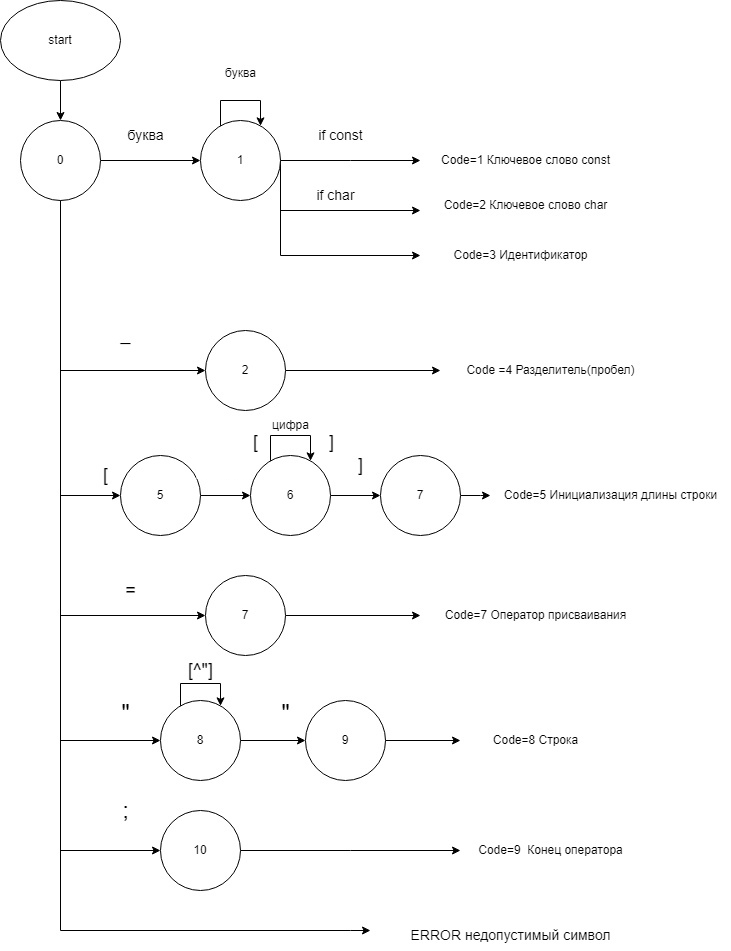 start
буква
буква
if const
0
1
Code=1 Ключевое слово const
if char
Code=2 Ключевое слово char
Code=3 Идентификатор
_
2
Code =4 Разделитель(пробел)
цифра
[ ]
[
]
5
6
7
Code=5 Инициализация длины строки
=
7
Code=7 Оператор присваивания
[^"]
" "
8
9
Code=8 Строка
;
10
Code=9 Конец оператора
ERROR недопустимый символ